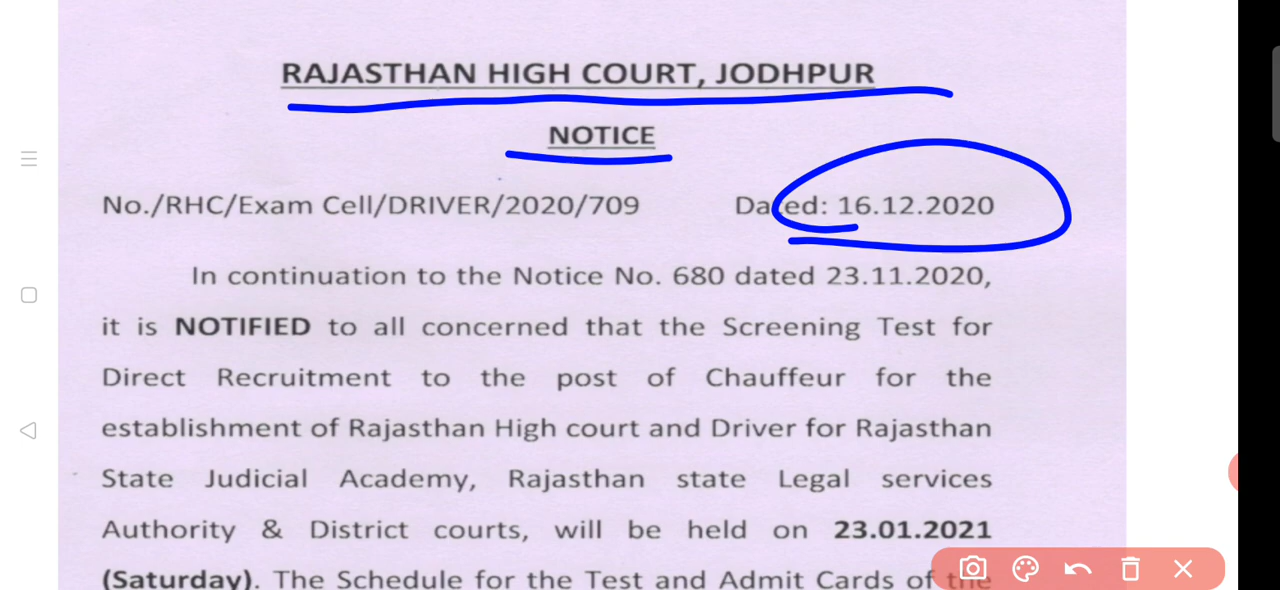 RAJASTHAN HIGH COURT, JODHPUR
NOTICE
No./RHC/Exam Cell/DRIVER/2020/709 Dated: 16.12.2020
In continuation to the Notice No. 680 dated 23.11.2020,
it is NOTIFIED to all concerned that the Screening Test for
Direct Recruitment to the post of Chauffeur for the
establishment of Rajasthan High court and Driver for Rajasthan
State Judicial Academy, Rajasthan state Legal services
Authority & District courts, will be held on 23.01.2021
(Saturday). The Schedule for the Test and Admit Cards of the